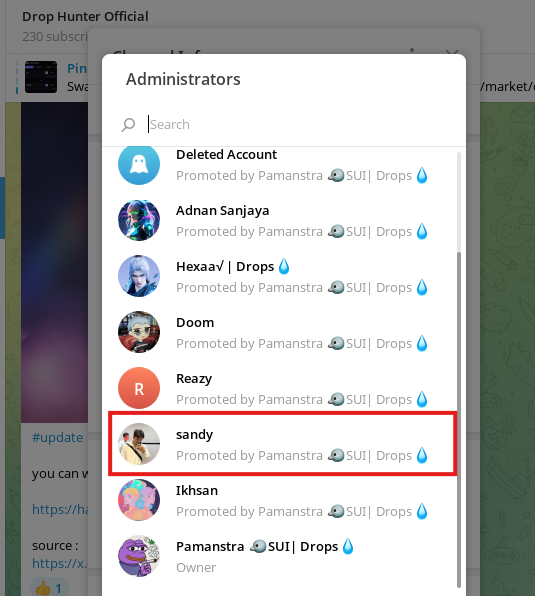 Drop Hunter Official
230 subscri
Pin
Swa
/market/
Administrators
Search
Deleted Account
Promoted by Pamanstra SUI| Drops 💧
Adnan Sanjaya
Promoted by Pamanstra SUI| Drops 💧
Hexaa√ | Drops 💧
Promoted by Pamanstra SUI| Drops 💧
Doom
Promoted by Pamanstra SUI| Drops 💧
R
Reazy
Promoted by Pamanstra SUI| Drops 💧
sandy
Promoted by Pamanstra SUI| Drops 💧
Ikhsan
Promoted by Pamanstra SUI| Drops 💧
Pamanstra SUI| Drops 💧
Owner
#update
you can w
https://ha
source :
https://x.
👍 1